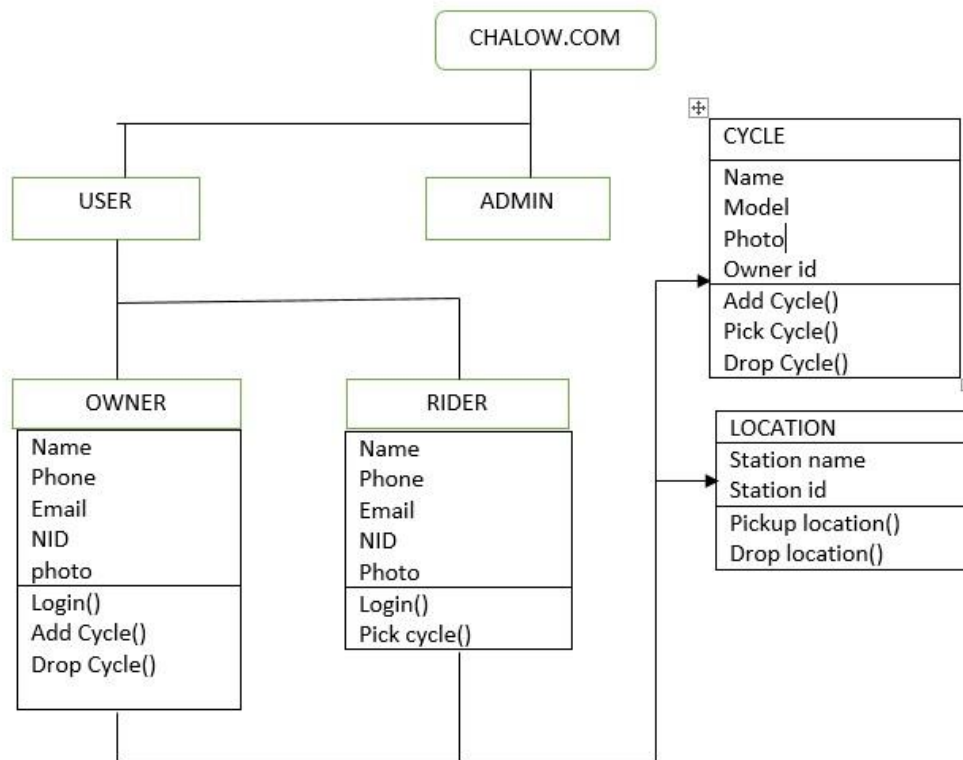 CHALOW.COM
USER
ADMIN
OWNER
Name
Phone
Email
NID
photo
Login()
Add Cycle()
Drop Cycle()
RIDER
Name
Phone
Email
NID
Photo
Login()
Pick cycle()
CYCLE
Name
Model
Photo
Owner id
Add Cycle()
Pick Cycle()
Drop Cycle()
LOCATION
Station name
Station id
Pickup location()
Drop location()